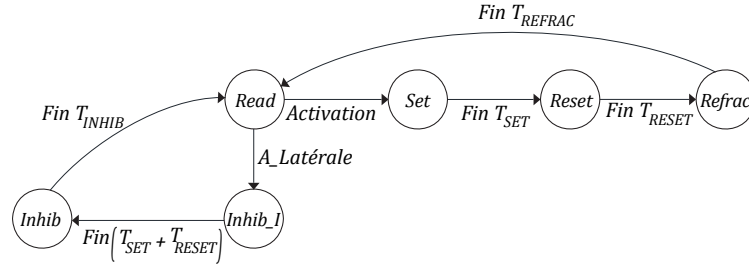 Fin T_REFRAC
Fin T_INHIB
Read
Activation
Set
Fin T_SET
Reset
Fin T_RESET
Refrac
A_Latérale
Inhib
Fin(T_SET + T_RESET)
Inhib_I